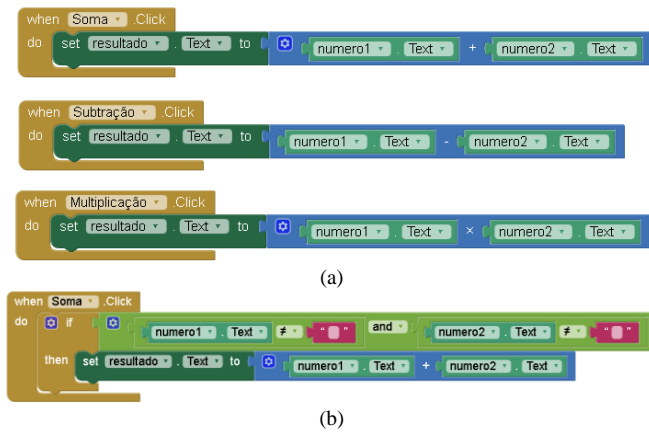 when Soma .Click
do set resultado . Text to numero1 . Text + numero2 . Text
when Subtração .Click
do set resultado . Text to numero1 . Text - numero2 . Text
when Multiplicação .Click
do set resultado . Text to numero1 . Text × numero2 . Text
(a)
when Soma .Click
do if numero1 . Text ≠ " " and numero2 . Text ≠ " "
then set resultado . Text to numero1 . Text + numero2 . Text
(b)